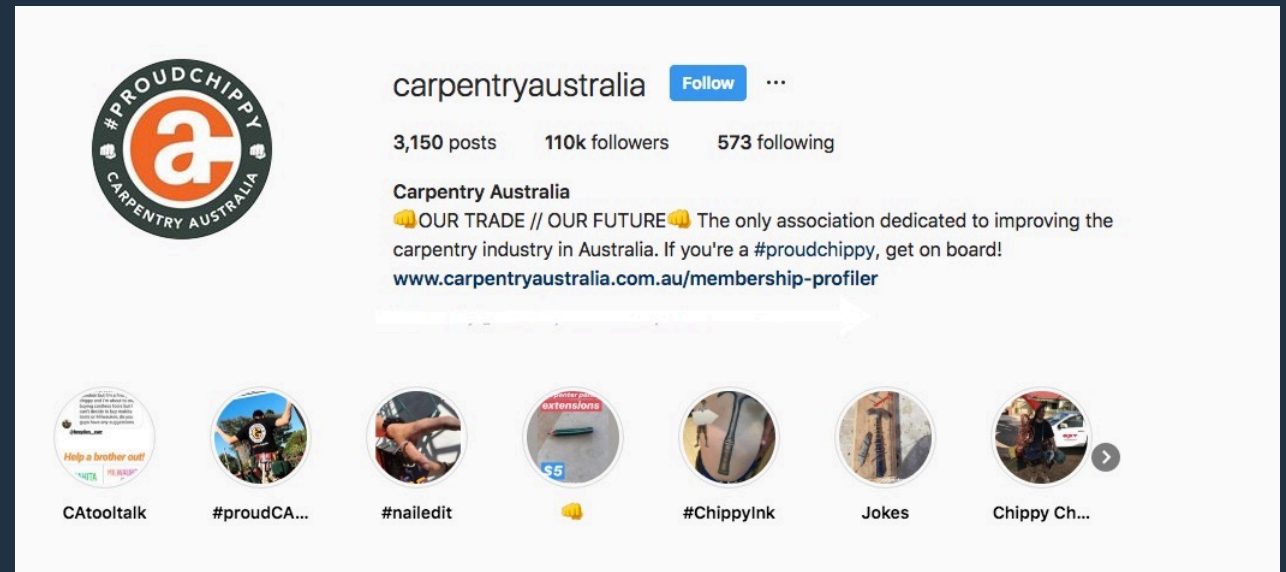 #PROUDCHIPPY
CARPENTRY AUSTRALIA
carpentryaustralia Follow ...
3,150 posts 110k followers 573 following
Carpentry Australia
👊OUR TRADE // OUR FUTURE👊 The only association dedicated to improving the
carpentry industry in Australia. If you're a #proudchippy, get on board!
www.carpentryaustralia.com.au/membership-profiler
Help a brother out!
extensions
$5
CAtooltalk #proudCA... #nailedit 👊 #ChippyInk Jokes Chippy Ch...